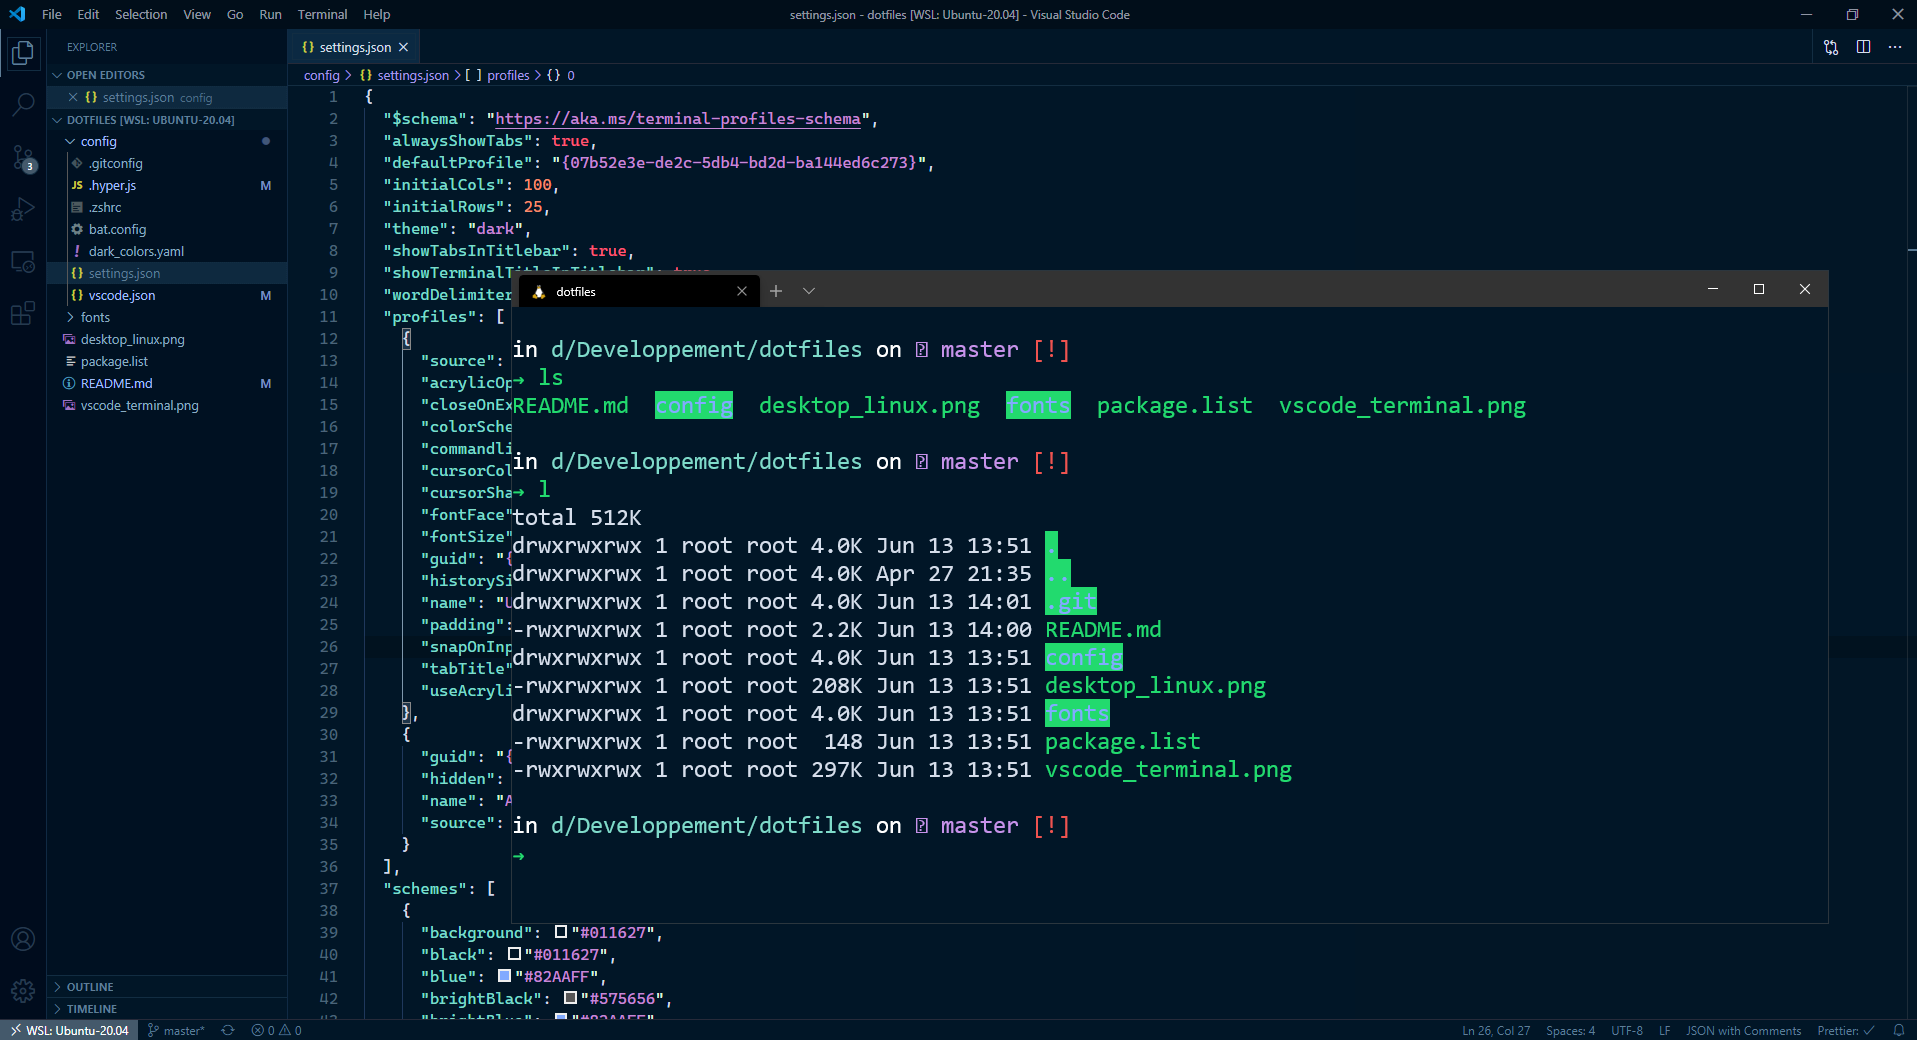 File Edit Selection View Go Run Terminal Help
settings.json - dotfiles [WSL: Ubuntu-20.04] - Visual Studio Code
EXPLORER
OPEN EDITORS
{} settings.json config
DOTFILES [WSL: UBUNTU-20.04]
config
.gitconfig
JS .hyper.js M
.zshrc
bat.config
! dark_colors.yaml
{} settings.json
{} vscode.json M
fonts
desktop_linux.png
package.list
README.md M
vscode_terminal.png
OUTLINE
TIMELINE
3
{} settings.json
config > {} settings.json > [ ] profiles > {} 0
1 {
2 "$schema": "https://aka.ms/terminal-profiles-schema",
3 "alwaysShowTabs": true,
4 "defaultProfile": "{07b52e3e-de2c-5db4-bd2d-ba144ed6c273}",
5 "initialCols": 100,
6 "initialRows": 25,
7 "theme": "dark",
8 "showTabsInTitlebar": true,
9 "showTerminalTitleInTitlebar": true
10 "wordDelimiter
11 "profiles": [
12 {
13 "source":
14 "acrylicOp
15 "closeOnEx
16 "colorSche
17 "commandli
18 "cursorCol
19 "cursorSha
20 "fontFace"
21 "fontSize"
22 "guid": "{
23 "historySi
24 "name": "U
25 "padding":
26 "snapOnInp
27 "tabTitle"
28 "useAcryli
29 },
30 {
31 "guid": "{
32 "hidden":
33 "name": "A
34 "source":
35 }
36 ],
37 "schemes": [
38 {
39 "background": "#011627",
40 "black": "#011627",
41 "blue": "#82AAFF",
42 "brightBlack": "#575656",
43 "brightBlue": "#82AAFF"
dotfiles
in d/Developpement/dotfiles on master [!]
→ ls
README.md config desktop_linux.png fonts package.list vscode_terminal.png
in d/Developpement/dotfiles on master [!]
→ l
total 512K
drwxrwxrwx 1 root root 4.0K Jun 13 13:51 .
drwxrwxrwx 1 root root 4.0K Apr 27 21:35 ..
drwxrwxrwx 1 root root 4.0K Jun 13 14:01 .git
-rwxrwxrwx 1 root root 2.2K Jun 13 14:00 README.md
drwxrwxrwx 1 root root 4.0K Jun 13 13:51 config
-rwxrwxrwx 1 root root 208K Jun 13 13:51 desktop_linux.png
drwxrwxrwx 1 root root 4.0K Jun 13 13:51 fonts
-rwxrwxrwx 1 root root 148 Jun 13 13:51 package.list
-rwxrwxrwx 1 root root 297K Jun 13 13:51 vscode_terminal.png
in d/Developpement/dotfiles on master [!]
→
WSL: Ubuntu-20.04 master* 0 0
Ln 26, Col 27 Spaces: 4 UTF-8 LF JSON with Comments Prettier: ✓